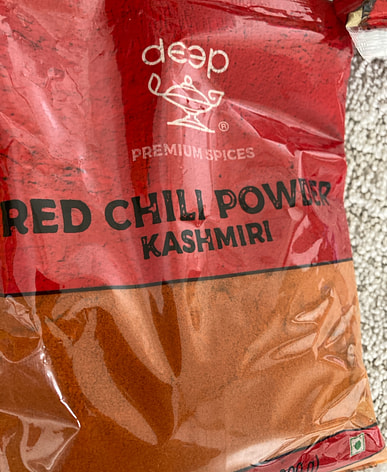 deep
®
PREMIUM SPICES
RED CHILI POWDER
KASHMIRI